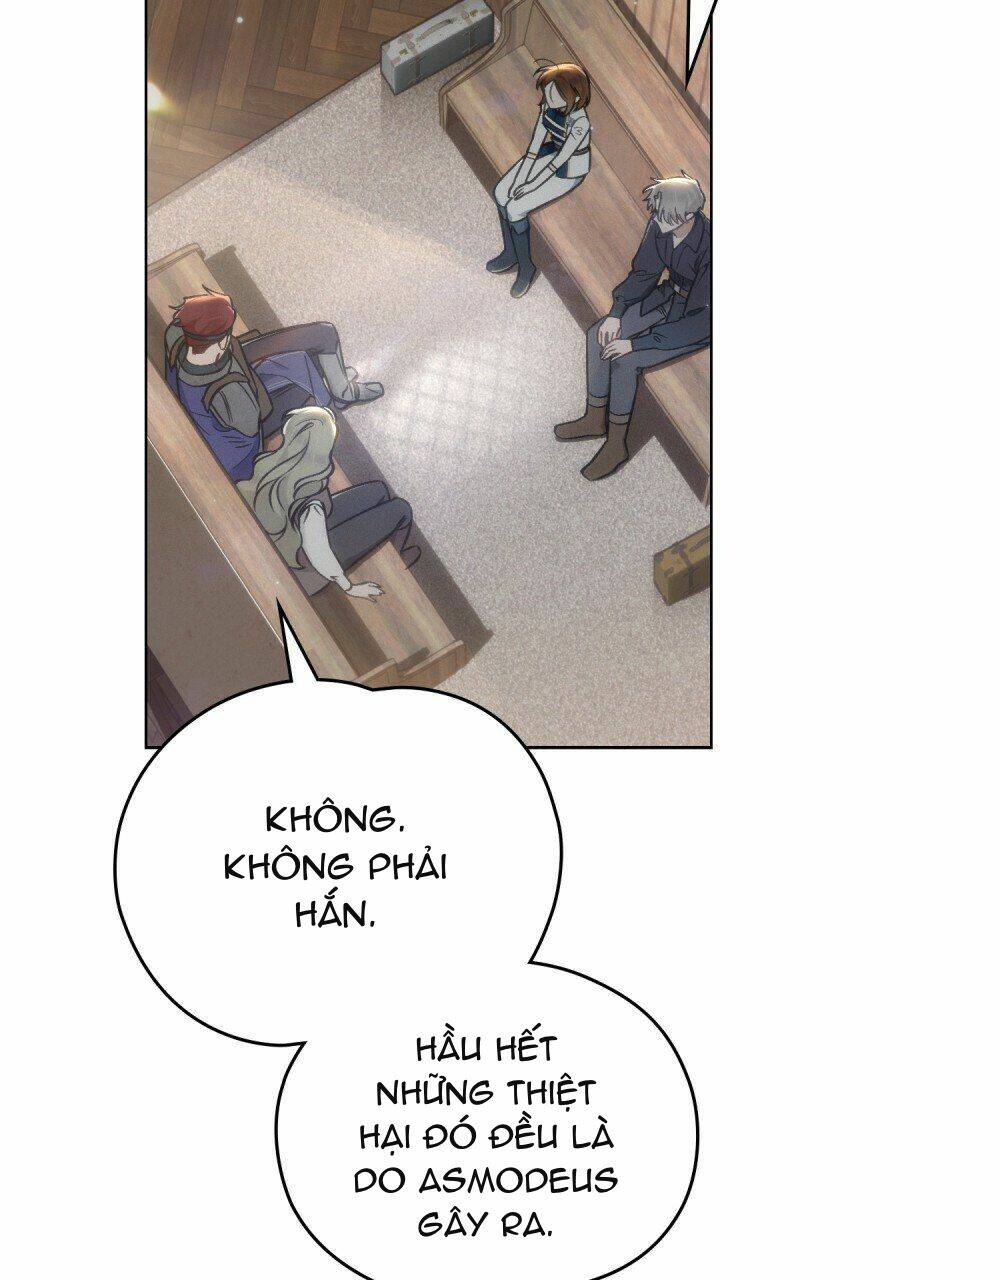 KHÔNG.
KHÔNG PHẢI
HẮN.
HẦU HẾT
NHỮNG THIỆT
HẠI ĐÓ ĐỀU LÀ
DO ASMODEUS
GÂY RA.